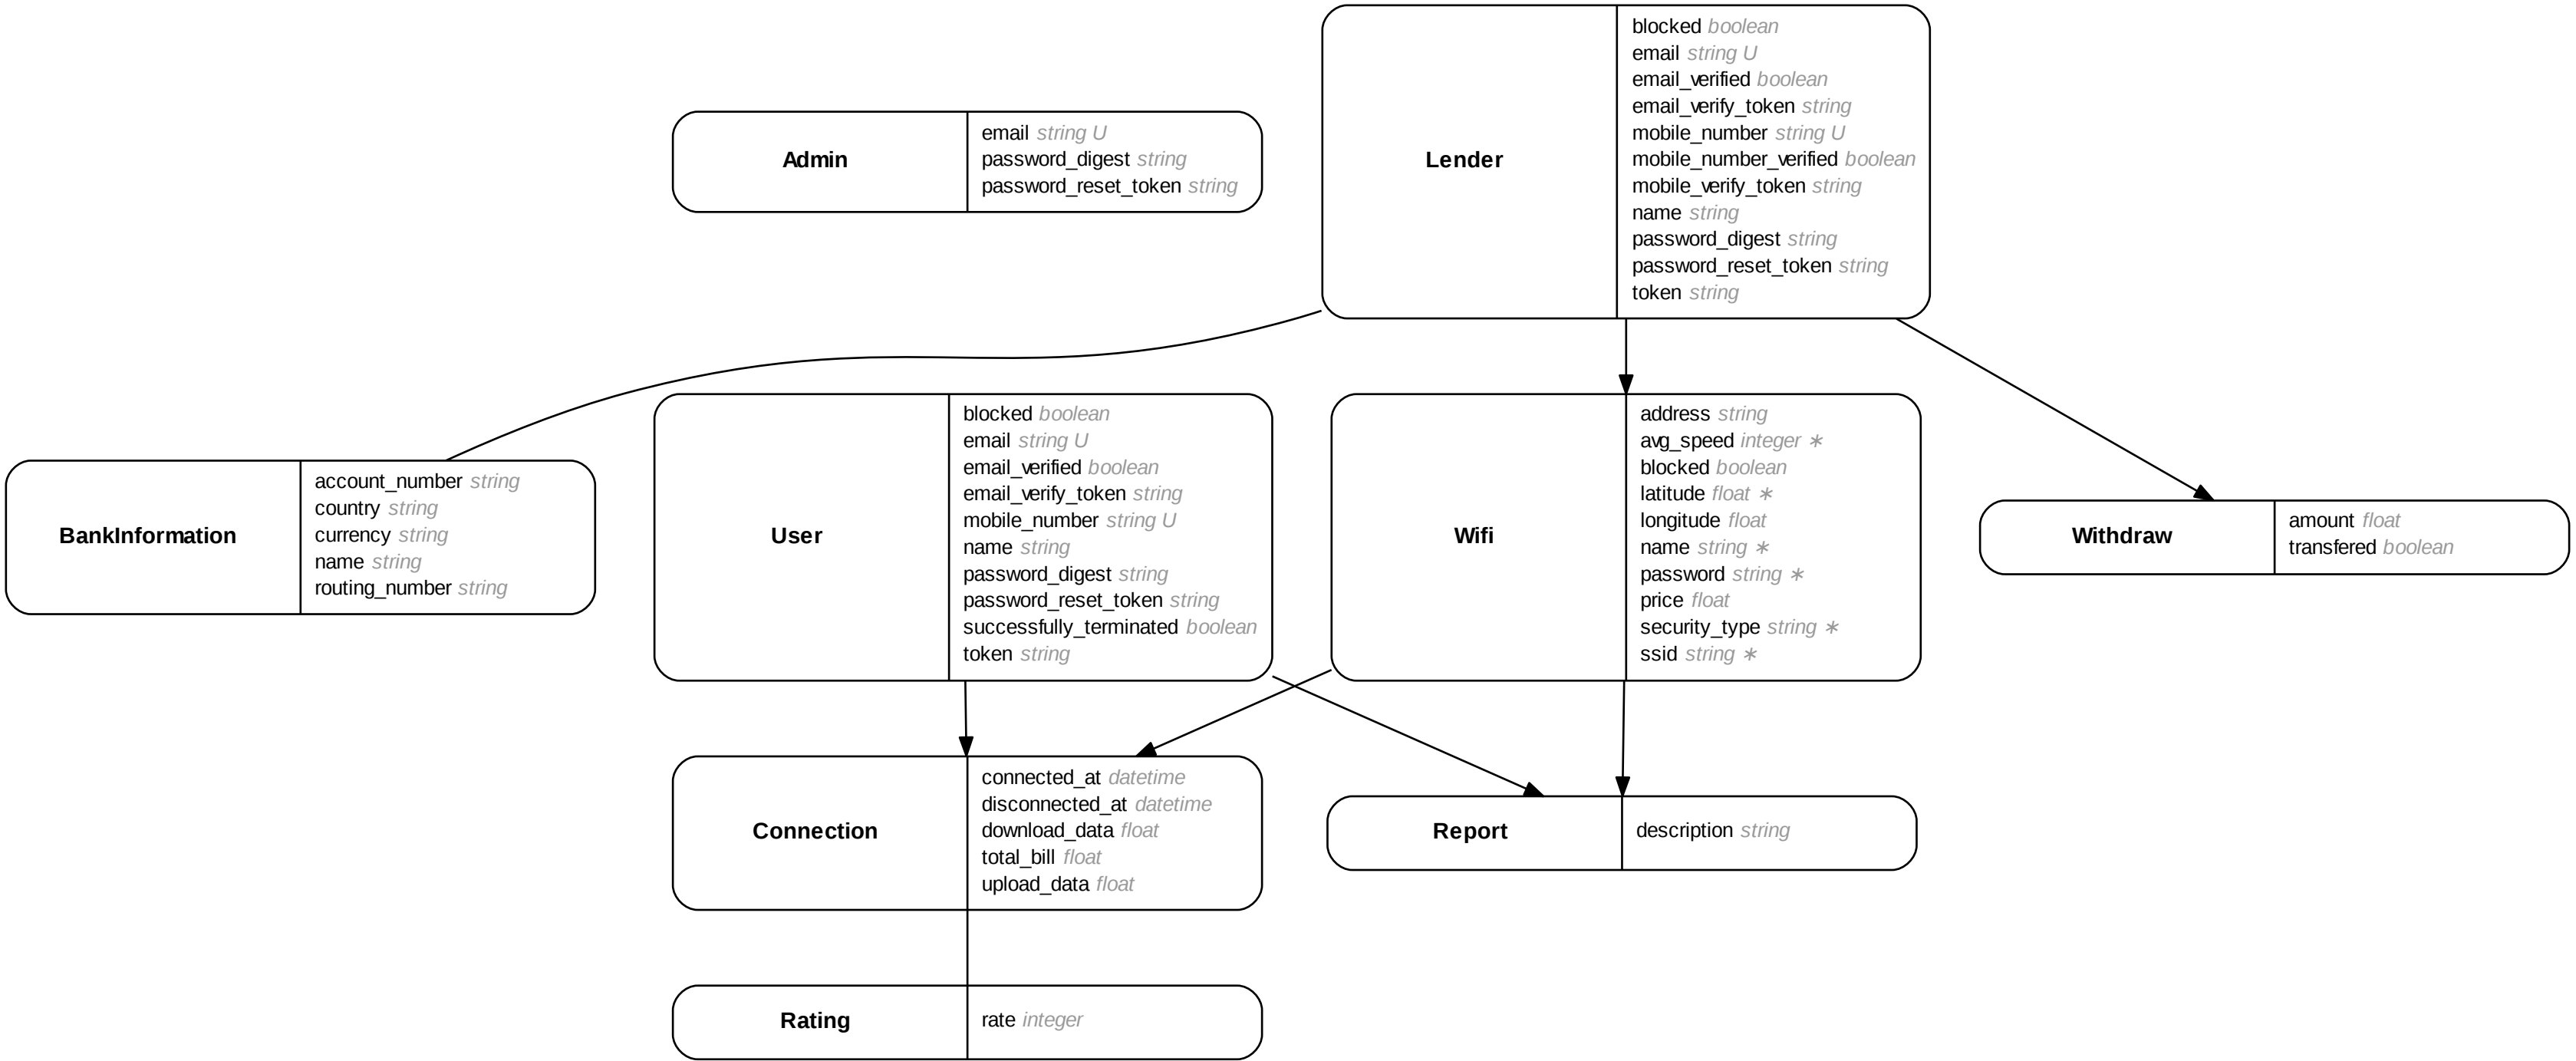 Lender
blocked boolean
email string U
email_verified boolean
email_verify_token string
mobile_number string U
mobile_number_verified boolean
mobile_verify_token string
name string
password_digest string
password_reset_token string
token string
Admin
email string U
password_digest string
password_reset_token string
BankInformation
account_number string
country string
currency string
name string
routing_number string
User
blocked boolean
email string U
email_verified boolean
email_verify_token string
mobile_number string U
name string
password_digest string
password_reset_token string
successfully_terminated boolean
token string
Wifi
address string
avg_speed integer ∗
blocked boolean
latitude float ∗
longitude float
name string ∗
password string ∗
price float
security_type string ∗
ssid string ∗
Withdraw
amount float
transfered boolean
Connection
connected_at datetime
disconnected_at datetime
download_data float
total_bill float
upload_data float
Report
description string
Rating
rate integer